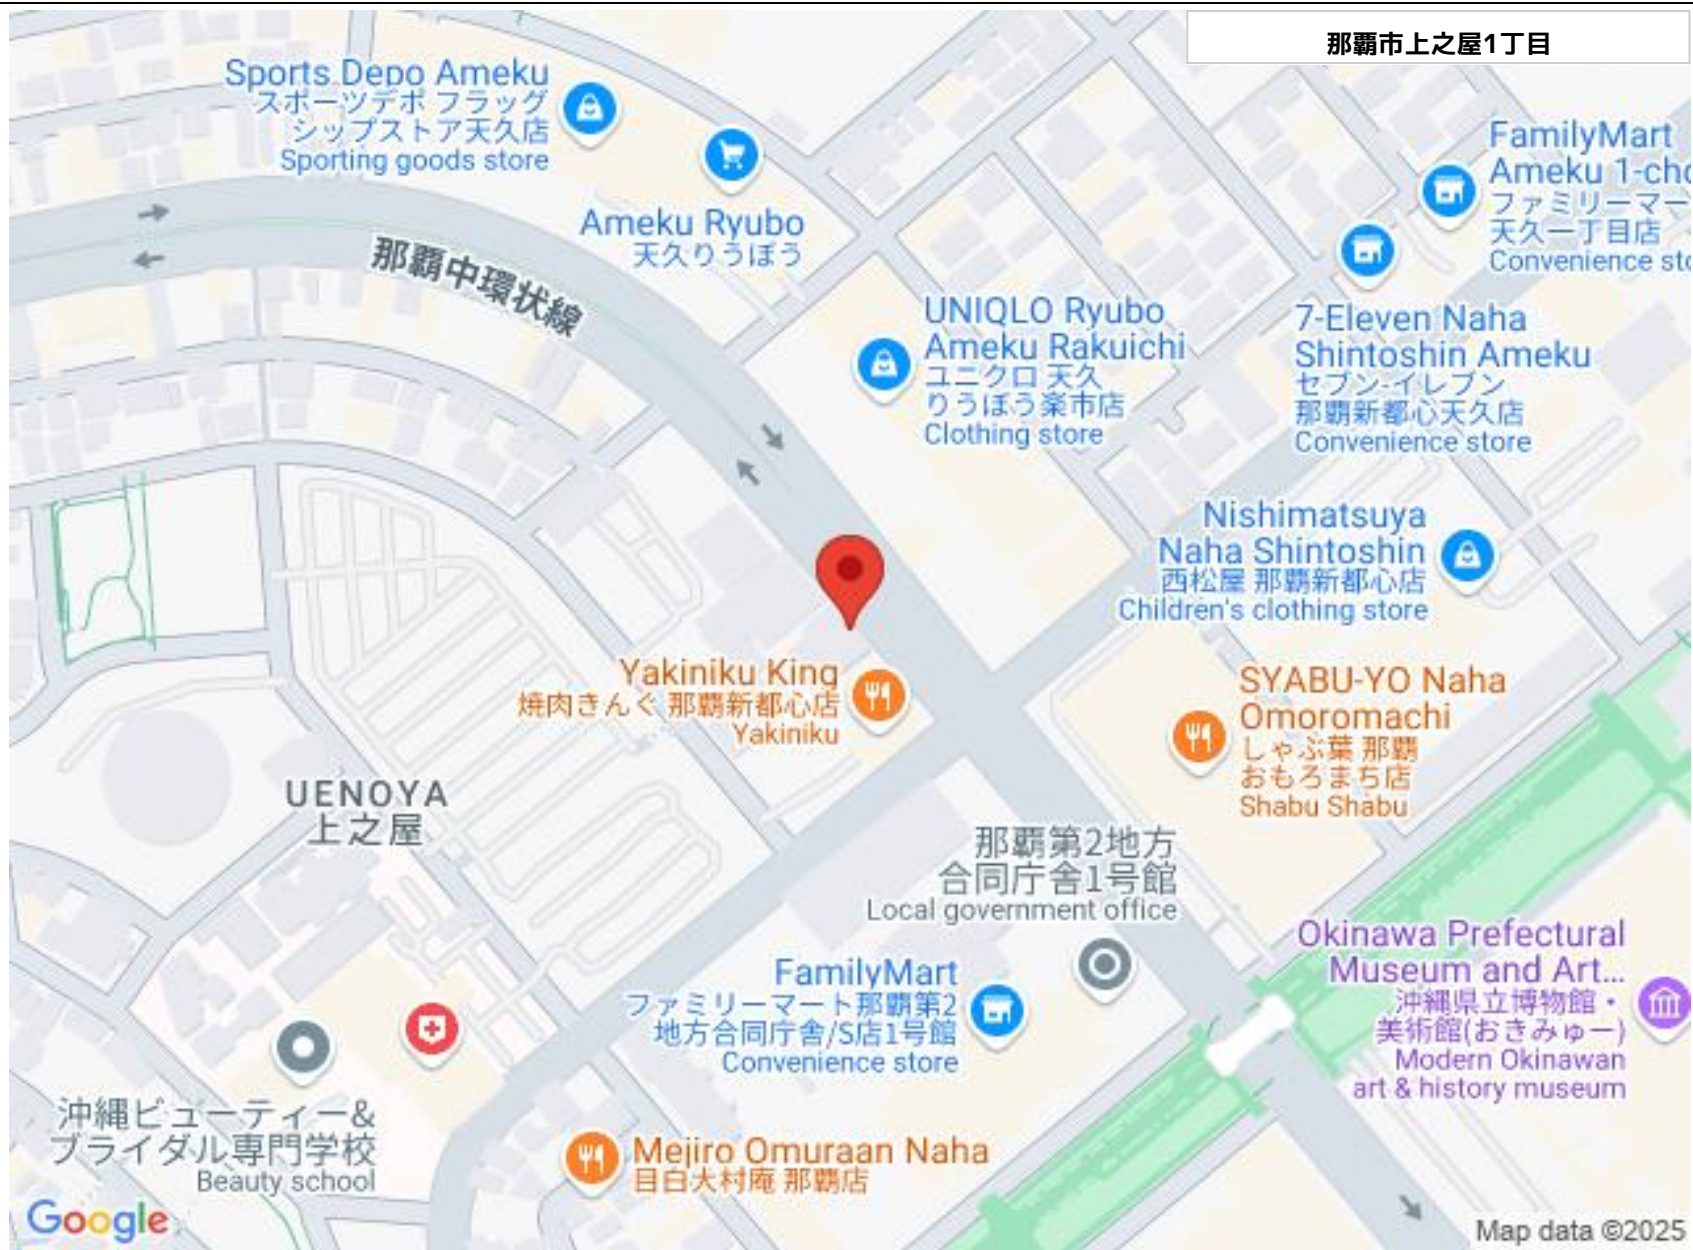 那覇市上之屋1丁目
Sports Depo Ameku
スポーツデポ フラッグ
シップストア天久店
Sporting goods store
Ameku Ryubo
天久りうぼう
FamilyMart
Ameku 1-cho
ファミリーマー
天久一丁目店
Convenience sto
那覇中環状線
UNIQLO Ryubo
Ameku Rakuichi
ユニクロ 天久
りうぼう楽市店
Clothing store
7-Eleven Naha
Shintoshin Ameku
セブン-イレブン
那覇新都心天久店
Convenience store
Nishimatsuya
Naha Shintoshin
西松屋 那覇新都心店
Children's clothing store
Yakiniku King
焼肉きんぐ 那覇新都心店
Yakiniku
SYABU-YO Naha
Omoromachi
しゃぶ葉 那覇
おもろまち店
Shabu Shabu
UENOYA
上之屋
那覇第2地方
合同庁舎1号館
Local government office
FamilyMart
ファミリーマート那覇第2
地方合同庁舎/S店1号館
Convenience store
Okinawa Prefectural
Museum and Art...
沖縄県立博物館・
美術館(おきみゅー)
Modern Okinawan
art & history museum
沖縄ビューティー&
ブライダル専門学校
Beauty school
Mejiro Omuraan Naha
目白大村庵 那覇店
Google
Map data ©2025